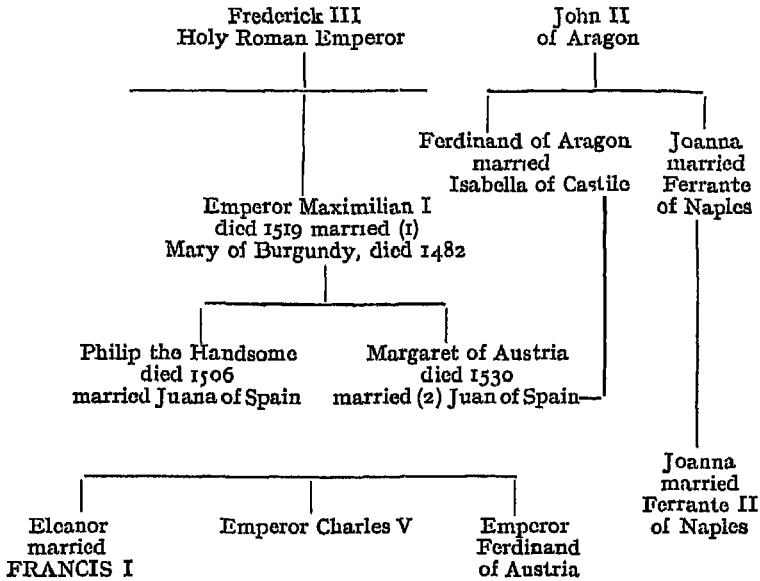 Frederick III
Holy Roman Emperor
John II
of Aragon
Ferdinand of Aragon
married
Isabella of Castile
Joanna
married
Ferrante
of Naples
Emperor Maximilian I
died 1519 married (1)
Mary of Burgundy, died 1482
Philip the Handsome
died 1506
married Juana of Spain
Margaret of Austria
died 1530
married (2) Juan of Spain
Joanna
married
Ferrante II
of Naples
Eleanor
married
FRANCIS I
Emperor Charles V
Emperor
Ferdinand
of Austria